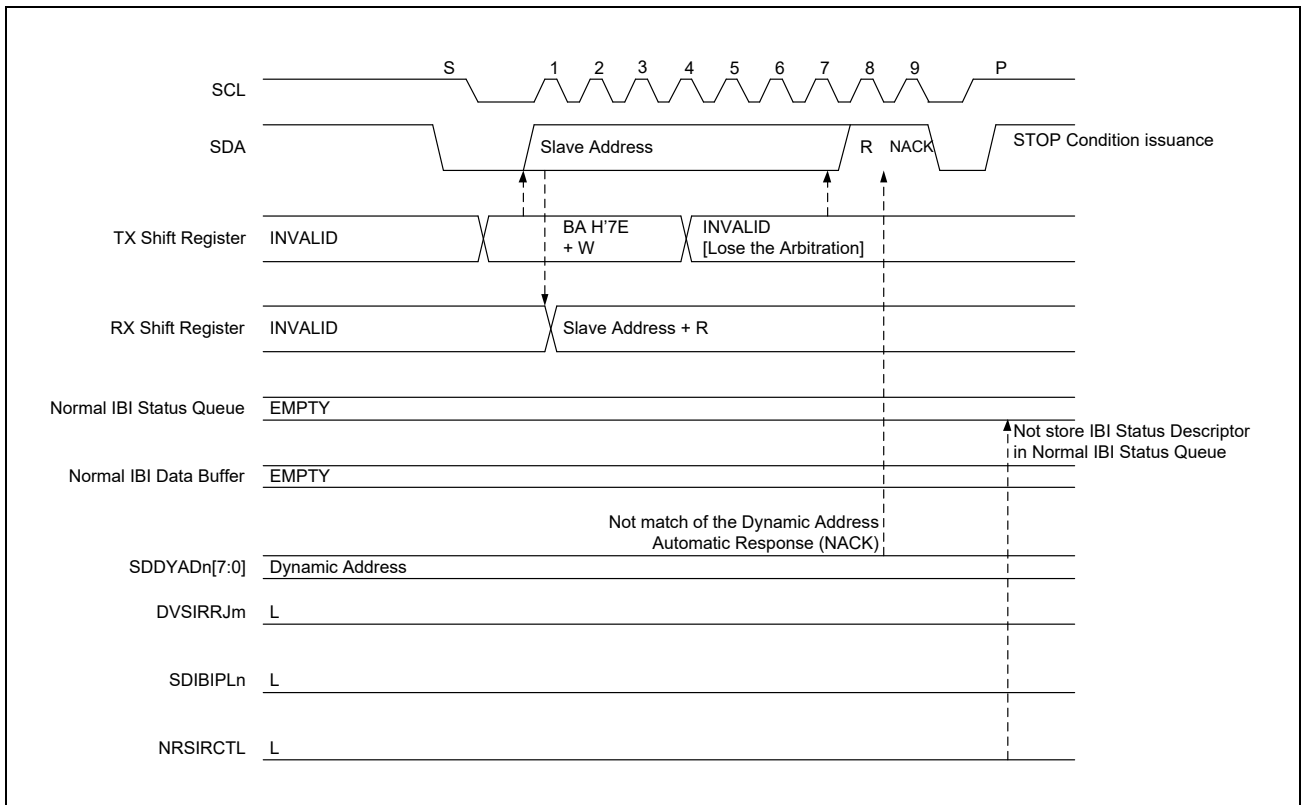 S 1 2 3 4 5 6 7 8 9 P
SCL
SDA Slave Address R NACK STOP Condition issuance
TX Shift Register INVALID BA H'7E INVALID
+ W [Lose the Arbitration]
RX Shift Register INVALID Slave Address + R
Normal IBI Status Queue EMPTY
Not store IBI Status Descriptor
in Normal IBI Status Queue
Normal IBI Data Buffer EMPTY
Not match of the Dynamic Address
Automatic Response (NACK)
SDDYADn[7:0] Dynamic Address
DVSIRRJm L
SDIBIPLn L
NRSIRCTL L